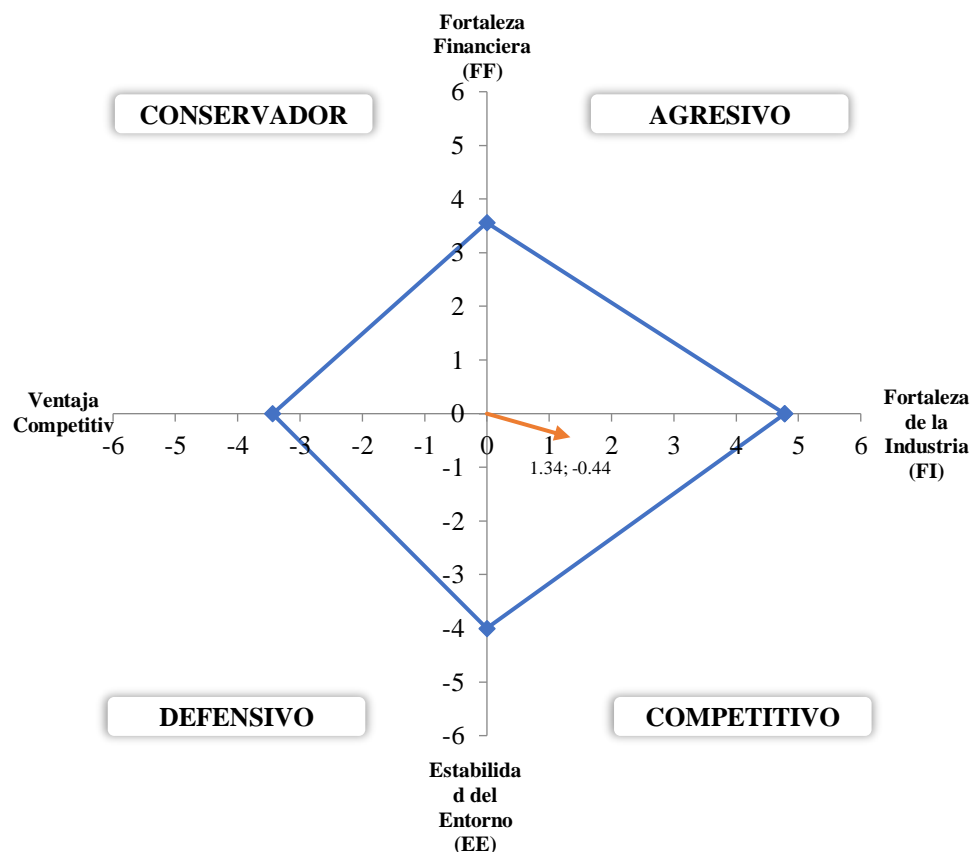 Fortaleza
Financiera
(FF)
CONSERVADOR
AGRESIVO
6
5
4
3
2
1
0
-1
-2
-3
-4
-5
-6
Ventaja
Competitiv
-6 -5 -4 -3 -2 -1 0 1 2 3 4 5 6
1.34; -0.44
Fortaleza
de la
Industria
(FI)
DEFENSIVO
COMPETITIVO
Estabilida
d del
Entorno
(EE)